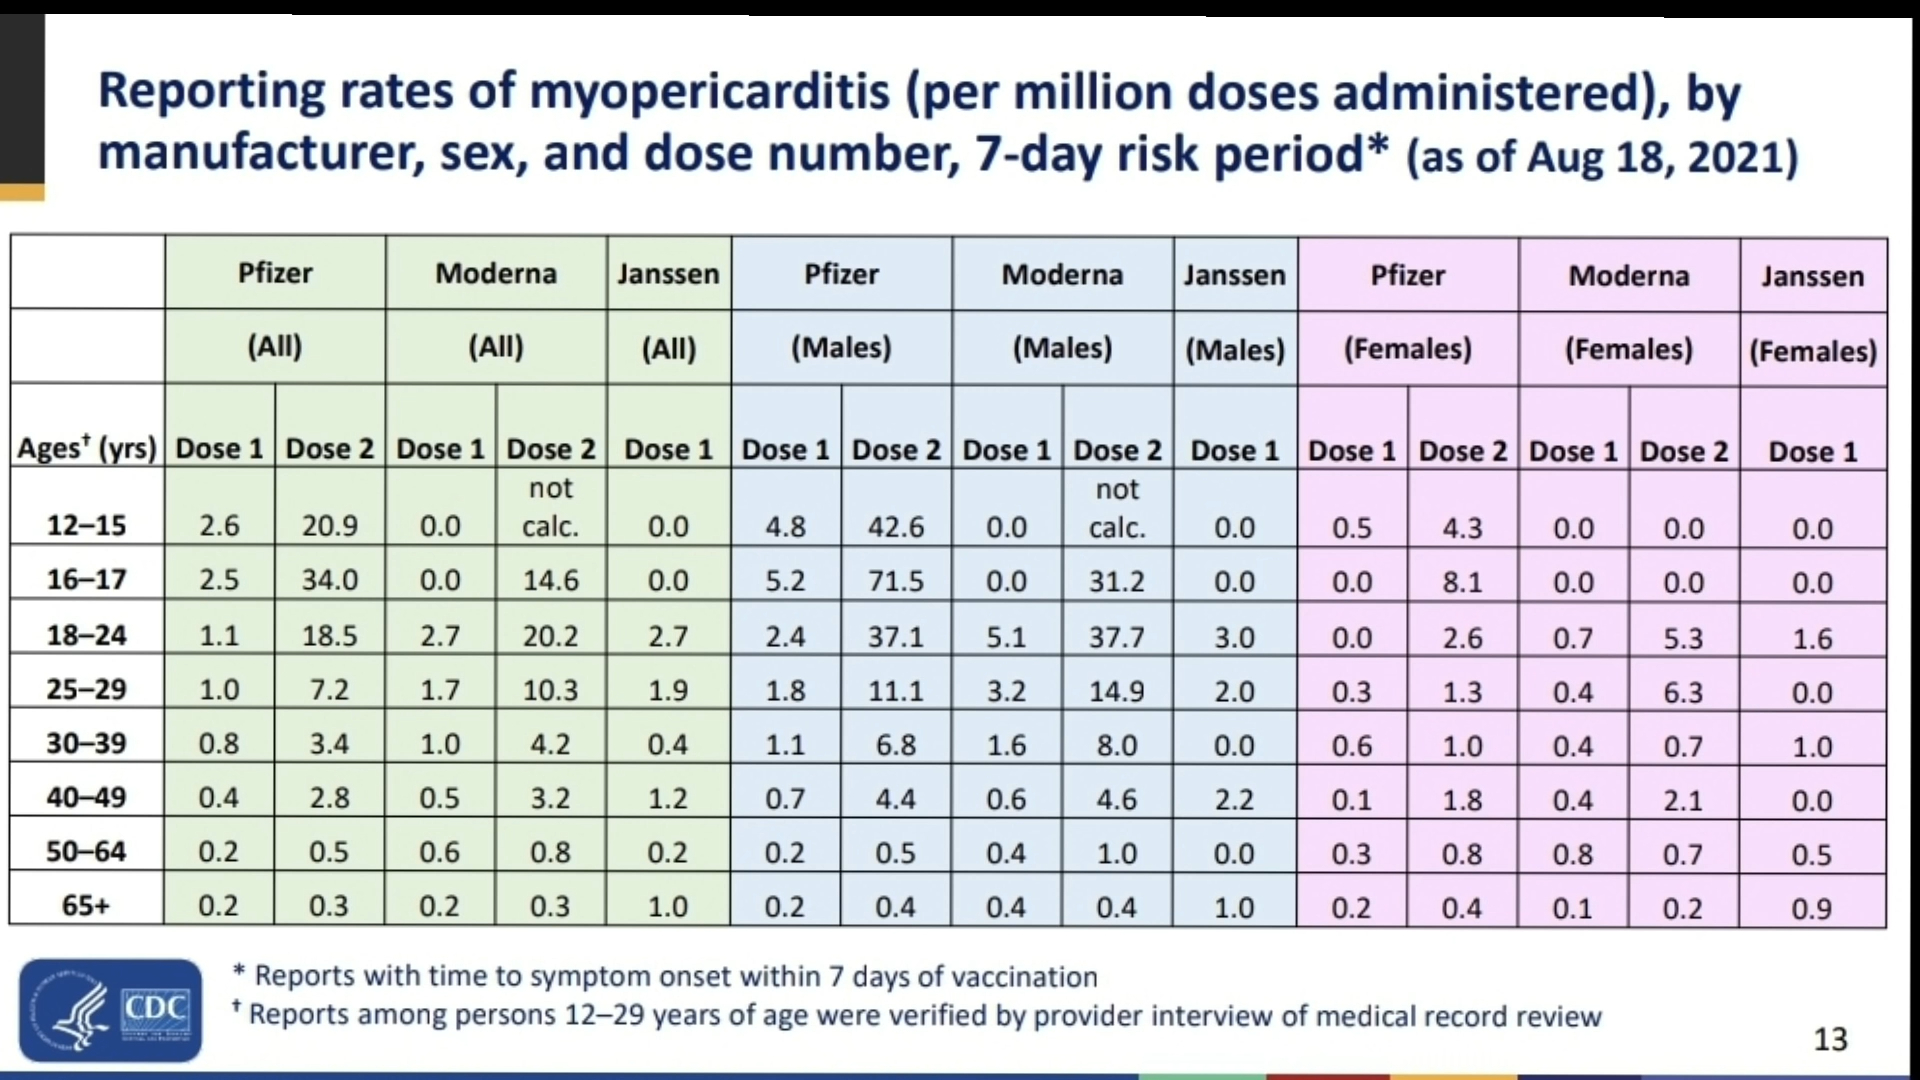 Reporting rates of myopericarditis (per million doses administered), by
manufacturer, sex, and dose number, 7-day risk period* (as of Aug 18, 2021)
Pfizer Moderna Janssen Pfizer Moderna Janssen Pfizer Moderna Janssen
(All) (All) (All) (Males) (Males) (Males) (Females) (Females) (Females)
Ages† (yrs) Dose 1 Dose 2 Dose 1 Dose 2 Dose 1 Dose 1 Dose 2 Dose 1 Dose 2 Dose 1 Dose 1 Dose 2 Dose 1 Dose 2 Dose 1
12–15 2.6 20.9 0.0 not calc. 0.0 4.8 42.6 0.0 not calc. 0.0 0.5 4.3 0.0 0.0 0.0
16–17 2.5 34.0 0.0 14.6 0.0 5.2 71.5 0.0 31.2 0.0 0.0 8.1 0.0 0.0 0.0
18–24 1.1 18.5 2.7 20.2 2.7 2.4 37.1 5.1 37.7 3.0 0.0 2.6 0.7 5.3 1.6
25–29 1.0 7.2 1.7 10.3 1.9 1.8 11.1 3.2 14.9 2.0 0.3 1.3 0.4 6.3 0.0
30–39 0.8 3.4 1.0 4.2 0.4 1.1 6.8 1.6 8.0 0.0 0.6 1.0 0.4 0.7 1.0
40–49 0.4 2.8 0.5 3.2 1.2 0.7 4.4 0.6 4.6 2.2 0.1 1.8 0.4 2.1 0.0
50–64 0.2 0.5 0.6 0.8 0.2 0.2 0.5 0.4 1.0 0.0 0.3 0.8 0.8 0.7 0.5
65+ 0.2 0.3 0.2 0.3 1.0 0.2 0.4 0.4 0.4 1.0 0.2 0.4 0.1 0.2 0.9
* Reports with time to symptom onset within 7 days of vaccination
† Reports among persons 12–29 years of age were verified by provider interview of medical record review
CDC
13